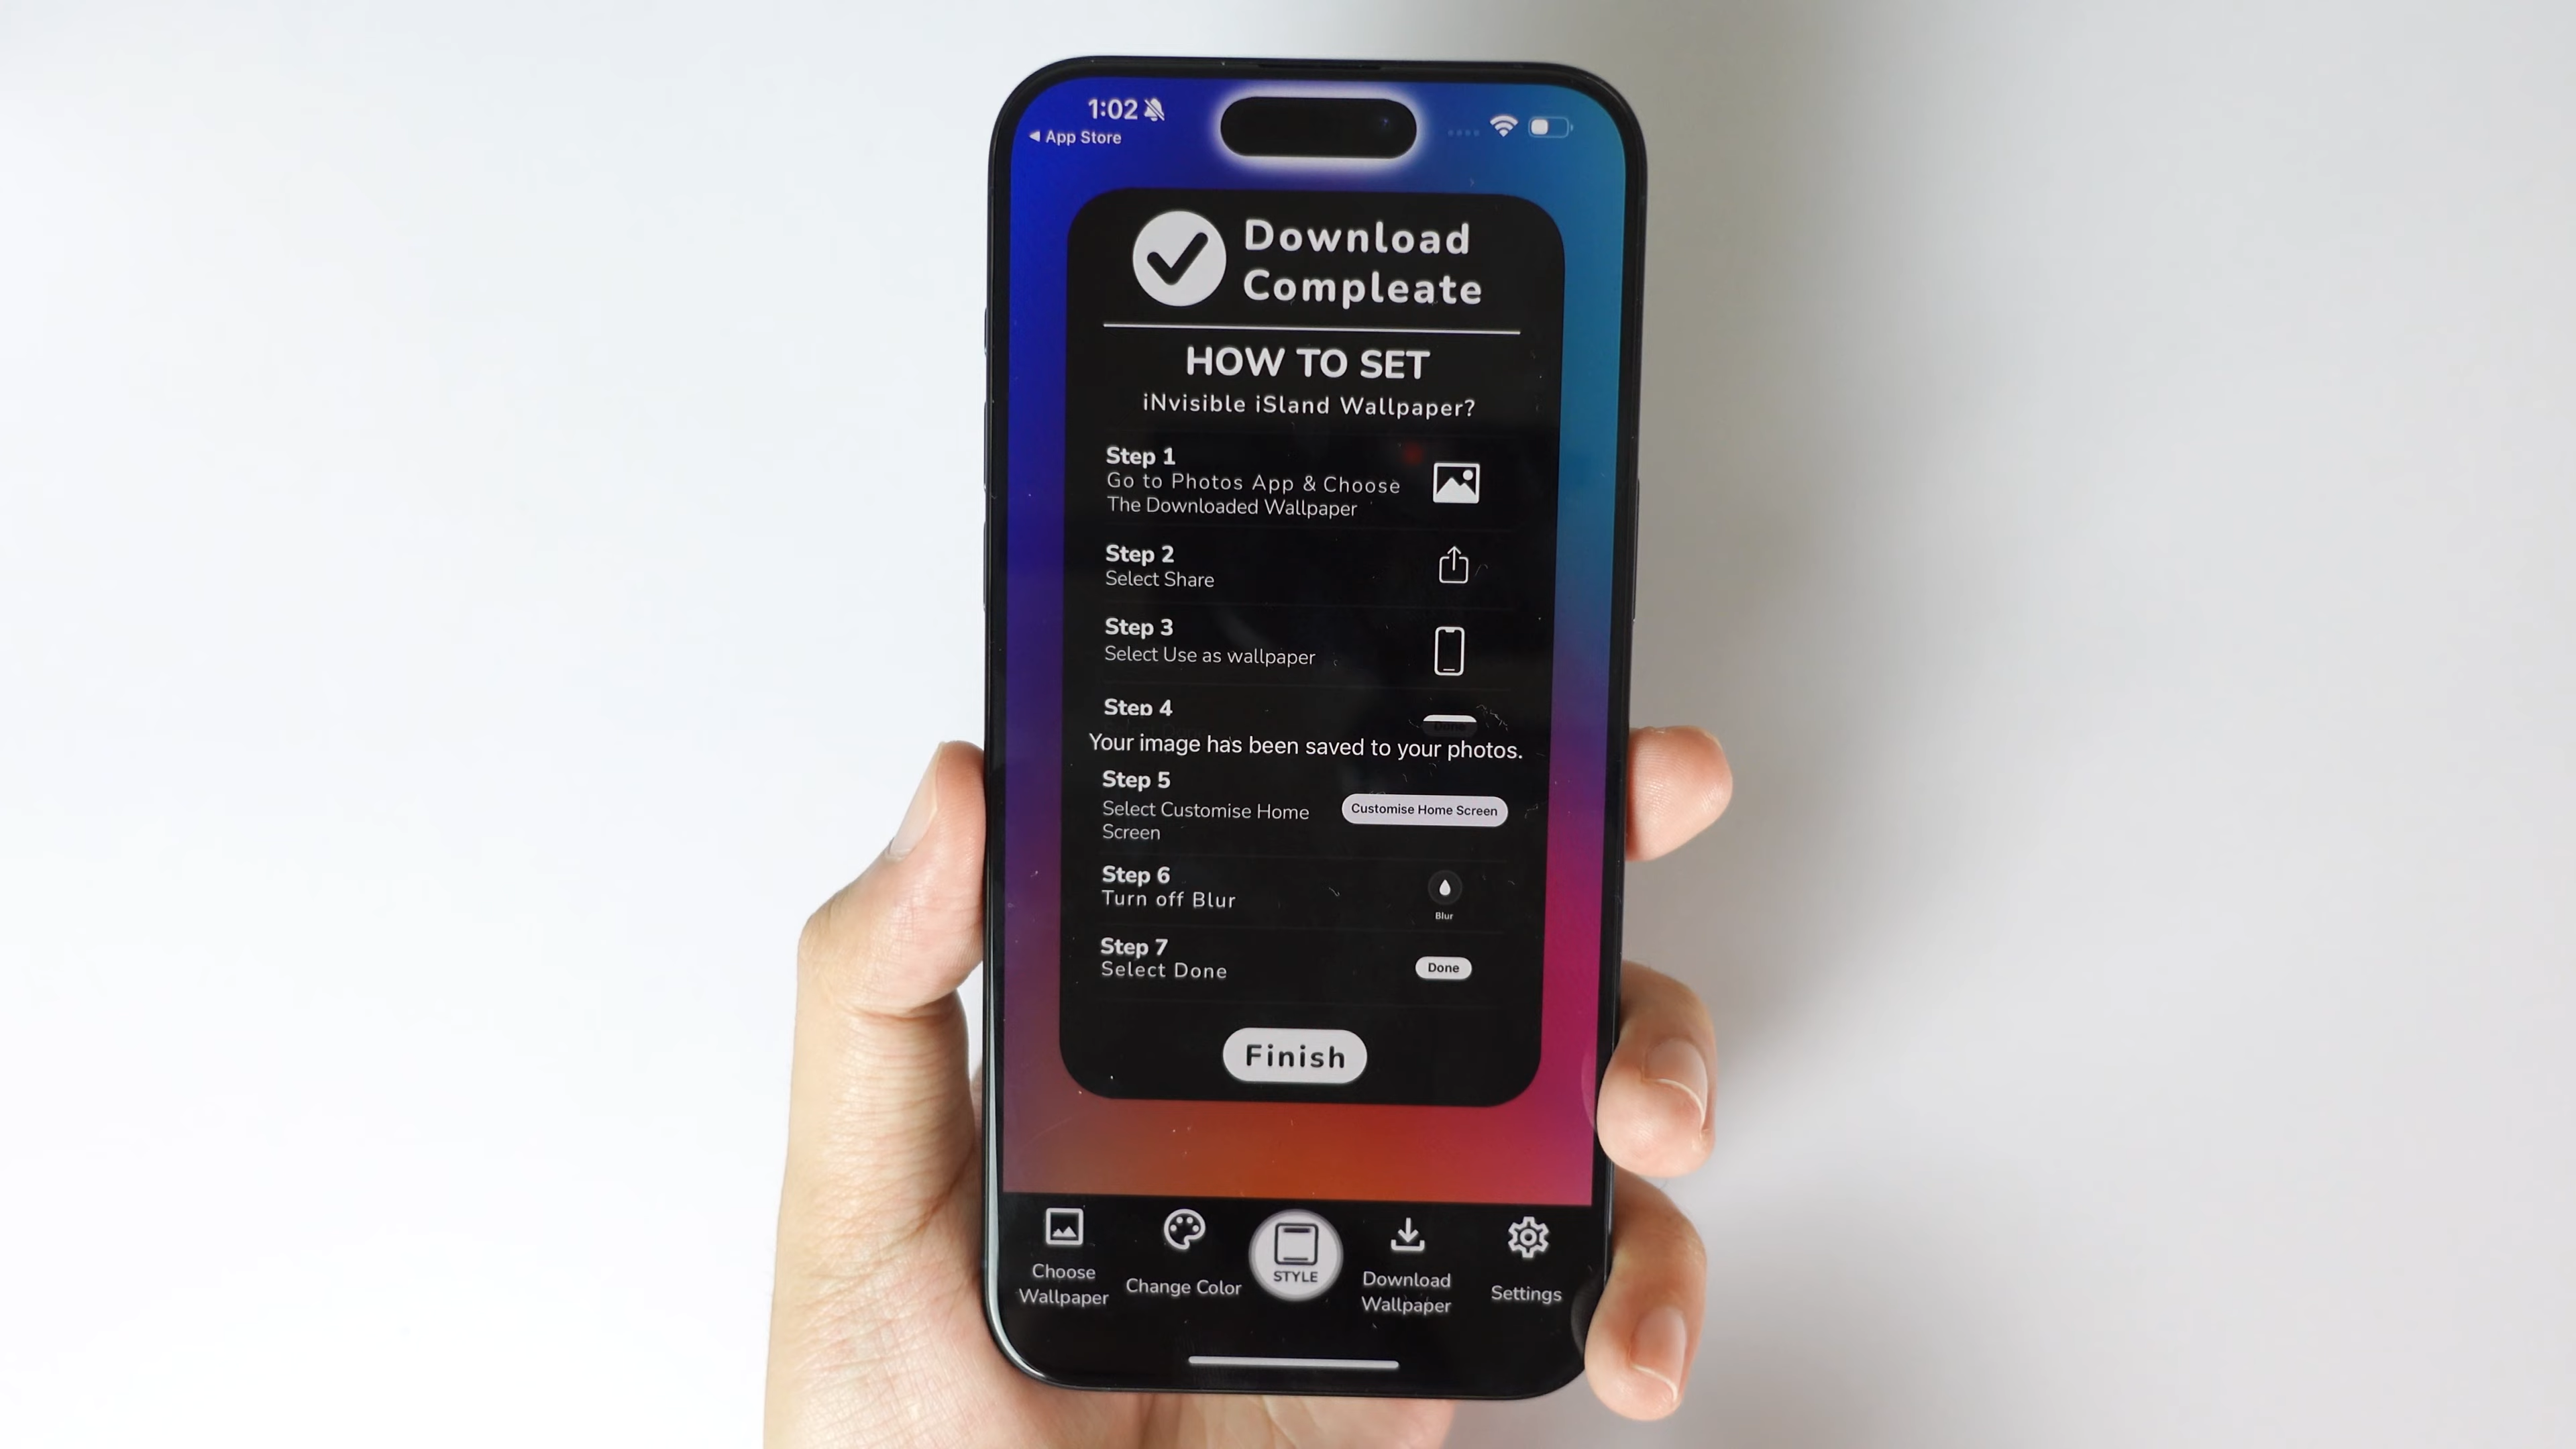 1:02
App Store
Download
Compleate
HOW TO SET
iNvisible iSland Wallpaper?
Step 1
Go to Photos App & Choose
The Downloaded Wallpaper
Step 2
Select Share
Step 3
Select Use as wallpaper
Step 4
Your image has been saved to your photos.
Step 5
Select Customise Home
Screen
Customise Home Screen
Step 6
Turn off Blur
Blur
Step 7
Select Done
Done
Finish
Choose
Wallpaper
Change Color
STYLE
Download
Wallpaper
Settings